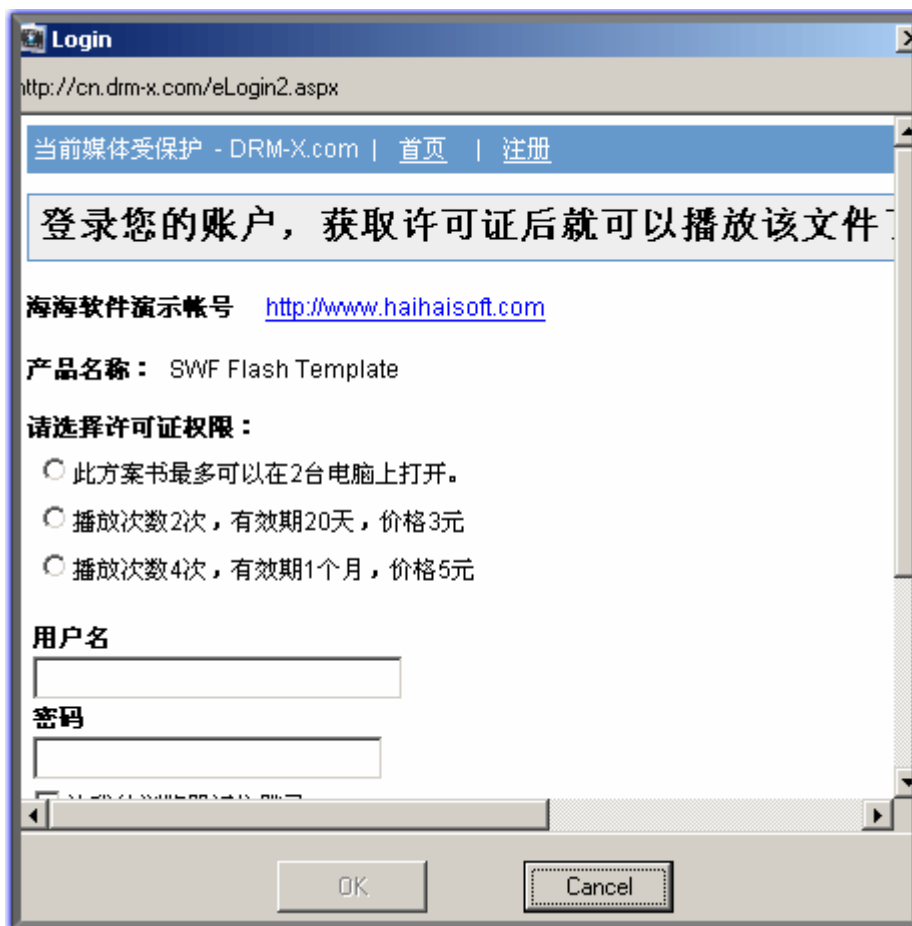 Login
http://cn.drm-x.com/eLogin2.aspx
当前媒体受保护 - DRM-X.com | 首页 | 注册
登录您的账户，获取许可证后就可以播放该文件
海海软件演示帐号 http://www.haihaisoft.com
产品名称： SWF Flash Template
请选择许可证权限：
此方案书最多可以在2台电脑上打开。
播放次数2次，有效期20天，价格3元
播放次数4次，有效期1个月，价格5元
用户名
密码
OK Cancel